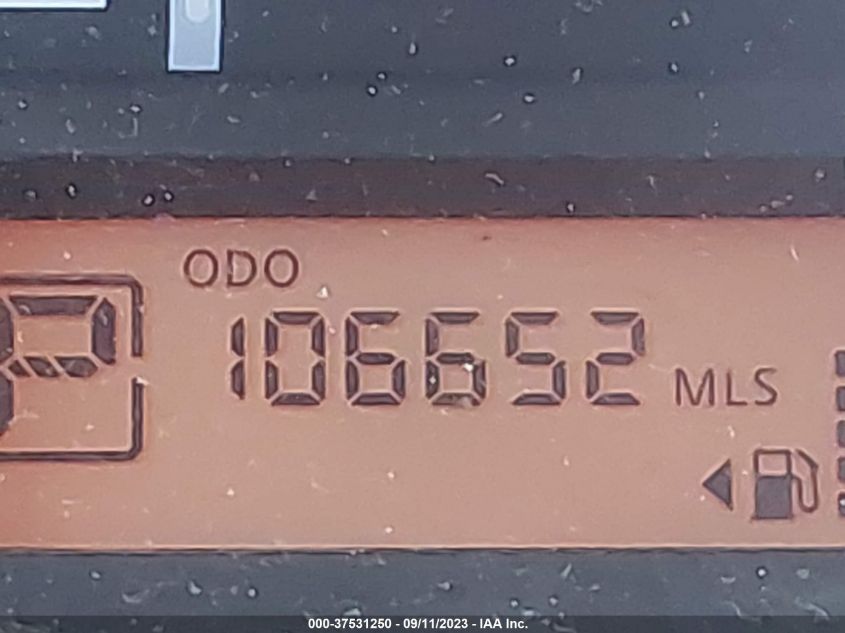 ODO
P
106652 MLS
000-37531250 - 09/11/2023 - IAA Inc.